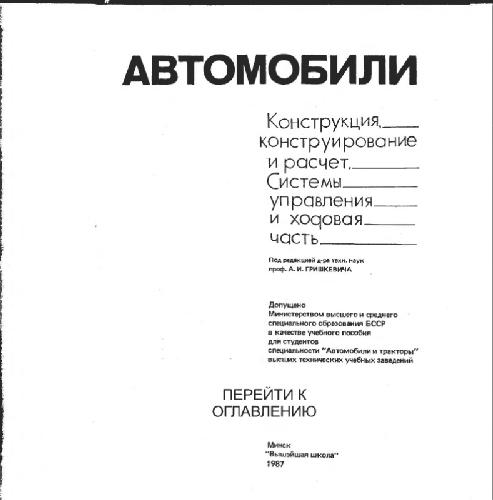 АВТОМОБИЛИ
Конструкция,
конструирование
и расчет.
Системы
управления
и ходовая
часть
Под редакцией д-ра техн. наук
проф. А. И. ГРИШКЕВИЧА
Допущено
Министерством высшего и среднего
специального образования БССР
в качестве учебного пособия
для студентов
специальности "Автомобили и тракторы"
высших технических учебных заведений
ПЕРЕЙТИ К
ОГЛАВЛЕНИЮ
Минск
"Вышэйшая школа"
1987